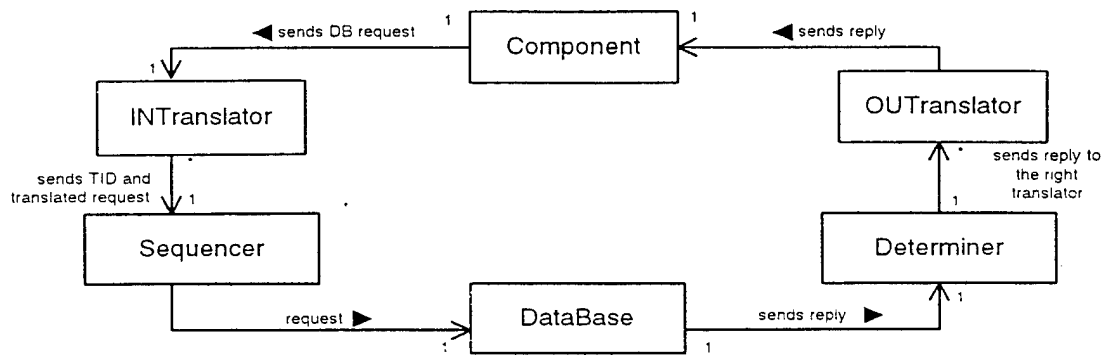 1
◀ sends DB request
Component
1
◀ sends reply
1
INTranslator
OUTranslator
sends TID and
translated request
1
sends reply to
the right
translator
1
Sequencer
Determiner
request ▶
1
DataBase
1
sends reply ▶
1